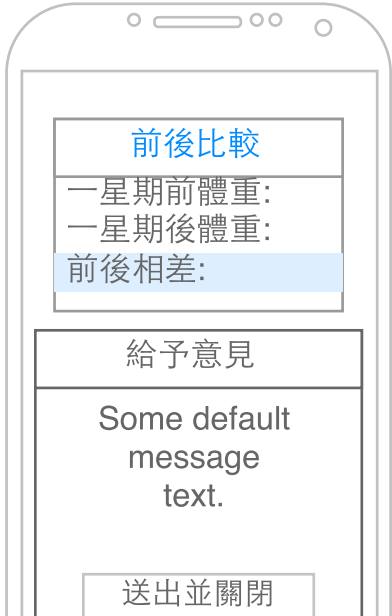 前後比較
一星期前體重:
一星期後體重:
前後相差:
給予意見
Some default
message
text.
送出並關閉